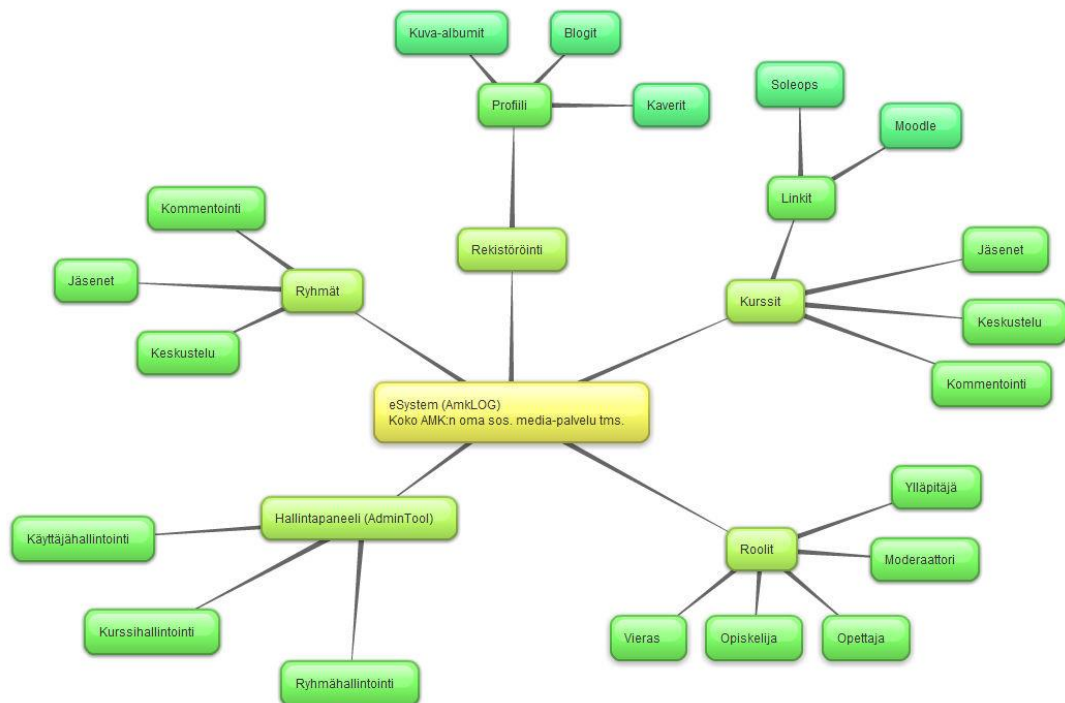 Kuva-albumit
Blogit
Profiili
Kaverit
Soleops
Moodle
Linkit
Kommentointi
Jäsenet
Ryhmät
Keskustelu
Rekistöröinti
Jäsenet
Kurssit
Keskustelu
Kommentointi
eSystem (AmkLOG)
Koko AMK:n oma sos. media-palvelu tms.
Hallintapaneeli (AdminTool)
Käyttäjähallintointi
Kurssihallintointi
Ryhmähallintointi
Ylläpitäjä
Roolit
Moderaattori
Vieras
Opiskelija
Opettaja